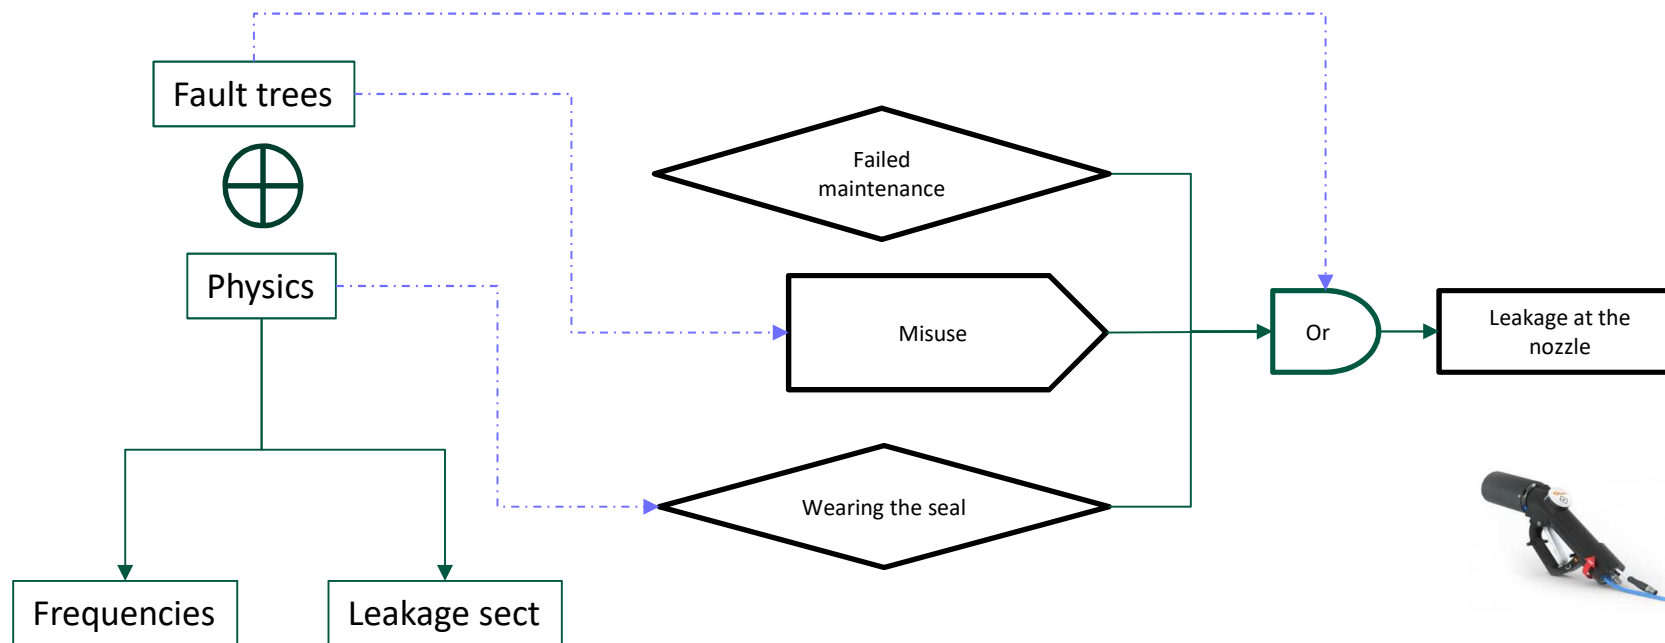 Fault trees
Physics
Frequencies
Leakage sect
Failed
maintenance
Misuse
Wearing the seal
Or
Leakage at the
nozzle